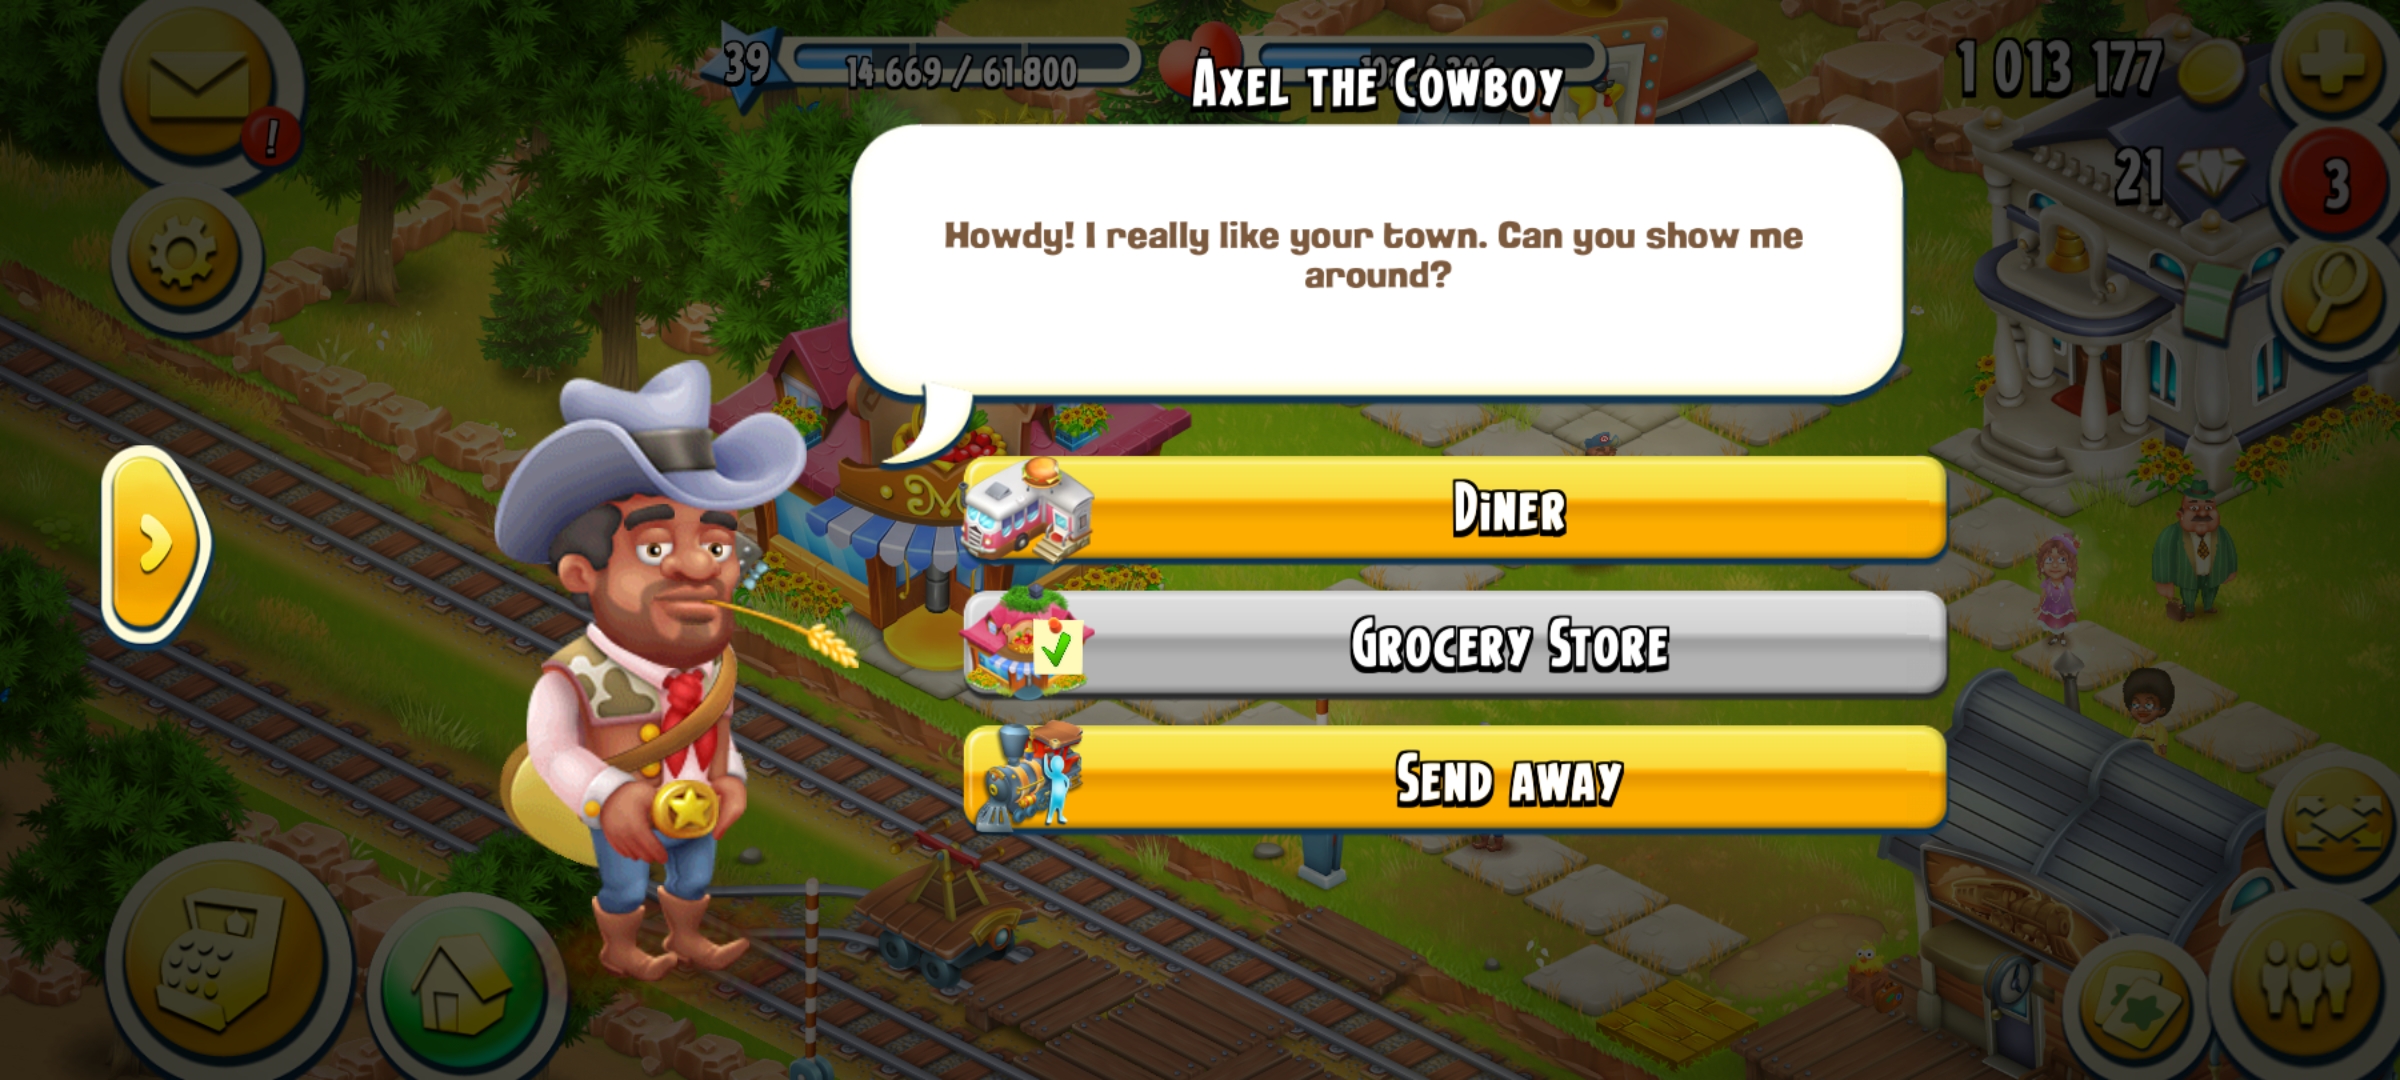 39
14 669 / 61 800
1 013 177
Axel the Cowboy
21
3
Howdy! I really like your town. Can you show me
around?
Diner
Grocery Store
Send away